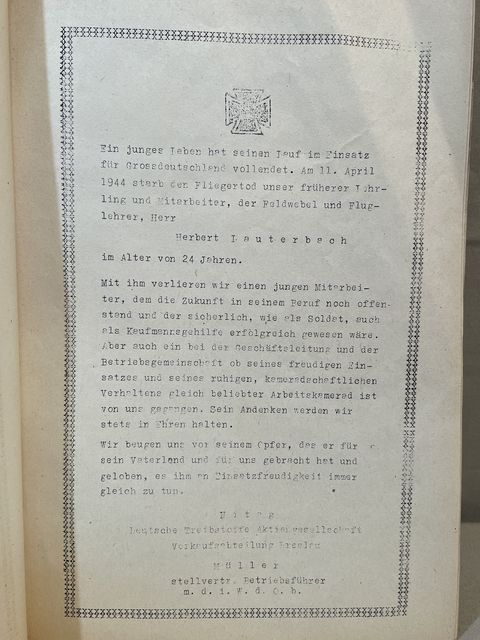 Ein junges Leben hat seinen Lauf im Einsatz
für Grossdeutschland vollendet. Am 11. April
1944 starb den Fliegertod unser früherer Lehr-
ling und Mitarbeiter, der Feldwebel und Flug-
lehrer, Herr
Herbert Lauterbach
im Alter von 24 Jahren.
Mit ihm verlieren wir einen jungen Mitarbei-
ter, dem die Zukunft in seinem Beruf noch offen-
stand und der sicherlich, wie als Soldat, auch
als Kaufmannsgehilfe erfolgreich gewesen wäre.
Aber auch ein bei der Geschäftsleitung und der
Betriebsgemeinschaft ob seines freudigen Ein-
satzes und seines ruhigen, kameradschaftlichen
Verhaltens gleich beliebter Arbeitskamerad ist
von uns gegangen. Sein Andenken werden wir
stets in Ehren halten.
Wir beugen uns vor seinem Opfer, das er für
sein Vaterland und für uns gebracht hat und
geloben, es ihm an Einsatzfreudigkeit immer
gleich zu tun.
Deutsche Treibstoffe Aktiengesellschaft
Verkaufsabteilung Breslau
Müller
stellvertr. Betriebsführer
m. d. i. W. d. G. b.